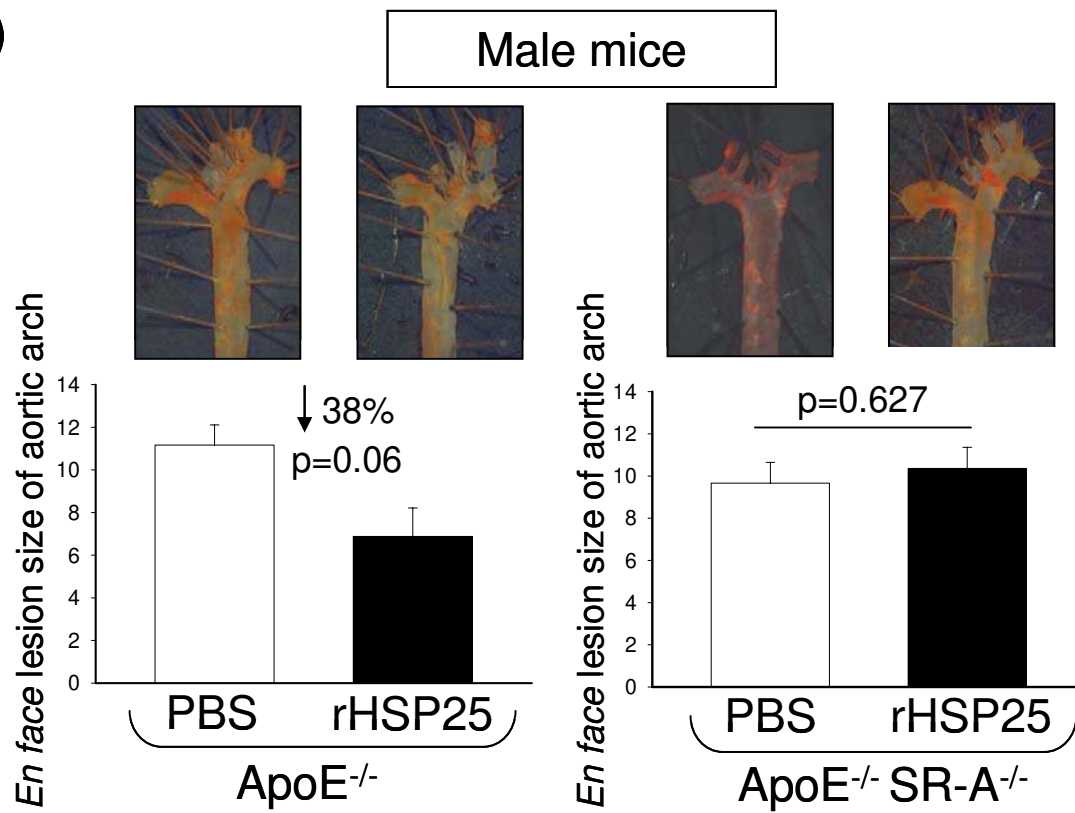 )
Male mice
En face lesion size of aortic arch
14
12
10
8
6
4
2
0
↓ 38%
p=0.06
PBS rHSP25
ApoE-/-
En face lesion size of aortic arch
14
12
10
8
6
4
2
0
p=0.627
PBS rHSP25
ApoE-/- SR-A-/-